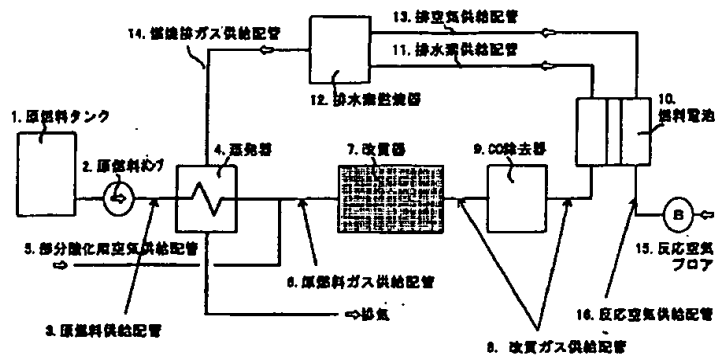 13. 排空気供給配管
14. 燃焼排ガス供給配管
11. 排水素供給配管
12. 排水素燃焼器
10. 燃料電池
1. 原燃料タンク
2. 原燃料ポンプ
4. 蒸発器
7. 改質器
9. CO除去器
B
5. 部分酸化用空気供給配管
6. 原燃料ガス供給配管
15. 反応空気
ブロア
3. 原燃料供給配管
排気
16. 反応空気供給配管
8. 改質ガス供給配管